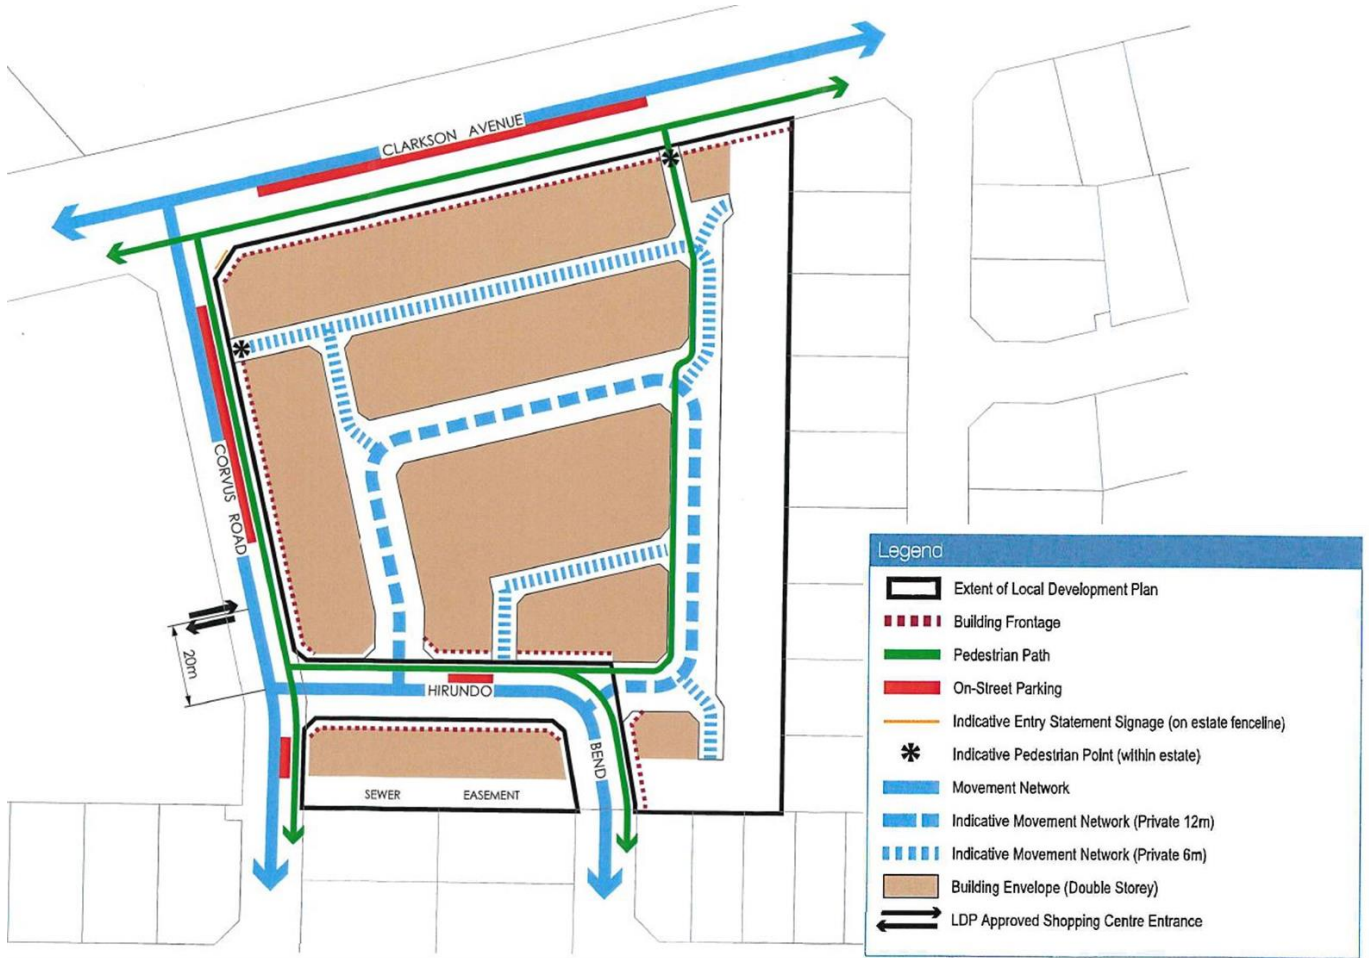 CLARKSON AVENUE
CORVUS ROAD
20m
HIRUNDO
BEND
SEWER EASEMENT
Legend
Extent of Local Development Plan
Building Frontage
Pedestrian Path
On-Street Parking
Indicative Entry Statement Signage (on estate fenceline)
Indicative Pedestrian Point (within estate)
Movement Network
Indicative Movement Network (Private 12m)
Indicative Movement Network (Private 6m)
Building Envelope (Double Storey)
LDP Approved Shopping Centre Entrance